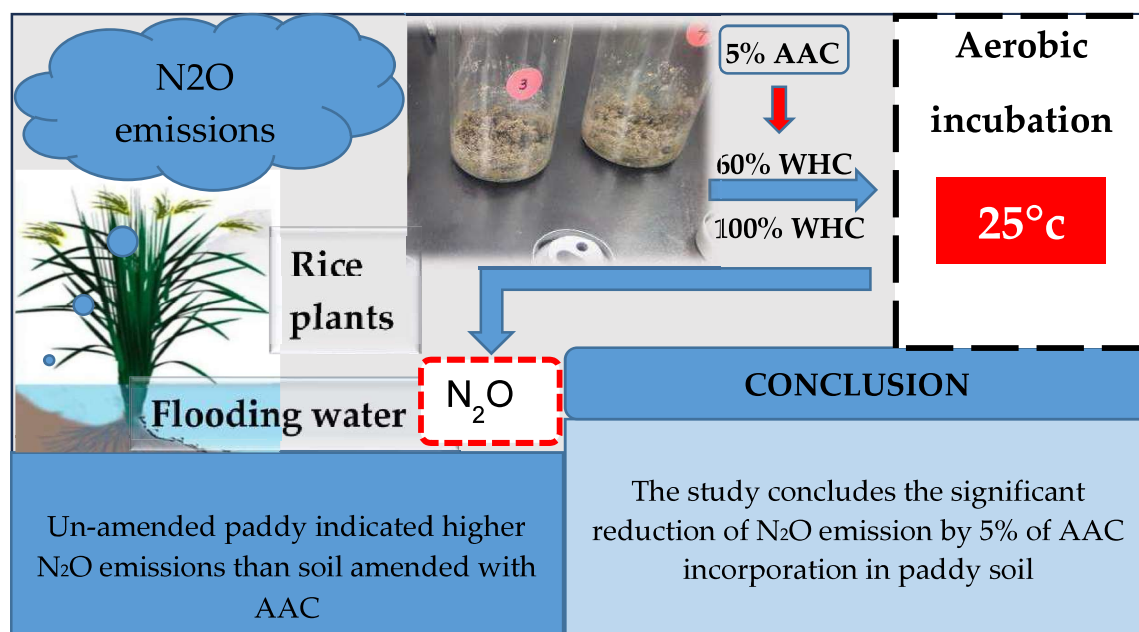 N2O
emissions
3
7
5% AAC
60% WHC
100% WHC
Aerobic
incubation
25°c
Rice
plants
Flooding water
N₂O
CONCLUSION
Un-amended paddy indicated higher
N₂O emissions than soil amended with
AAC
The study concludes the significant
reduction of N₂O emission by 5% of AAC
incorporation in paddy soil